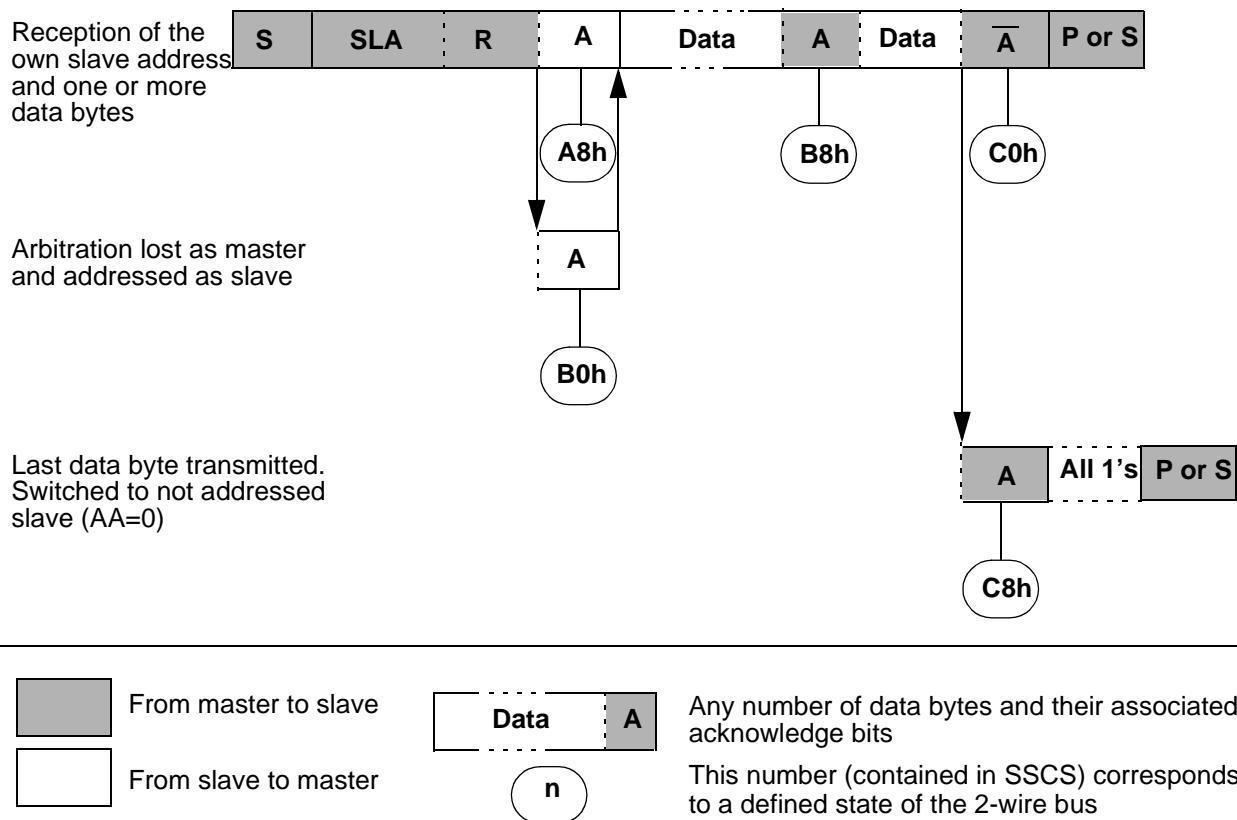 Reception of the
own slave address
and one or more
data bytes
S SLA R A Data A Data A̅ P or S
A8h B8h C0h
Arbitration lost as master
and addressed as slave
A
B0h
Last data byte transmitted.
Switched to not addressed
slave (AA=0)
A All 1's P or S
C8h
From master to slave
From slave to master
Data A
n
Any number of data bytes and their associated
acknowledge bits
This number (contained in SSCS) corresponds
to a defined state of the 2-wire bus